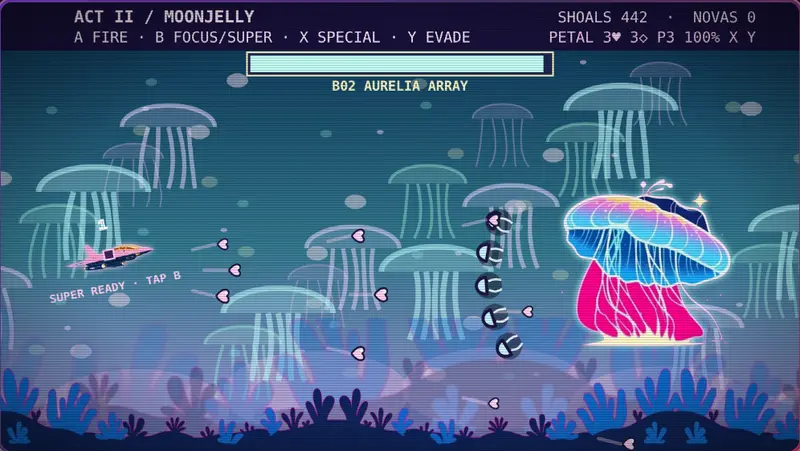 ACT II / MOONJELLY
SHOALS 442 · NOVAS 0
A FIRE · B FOCUS/SUPER · X SPECIAL · Y EVADE
PETAL 3♥ 3◇ P3 100% X Y
B02 AURELIA ARRAY
1
SUPER READY · TAP B